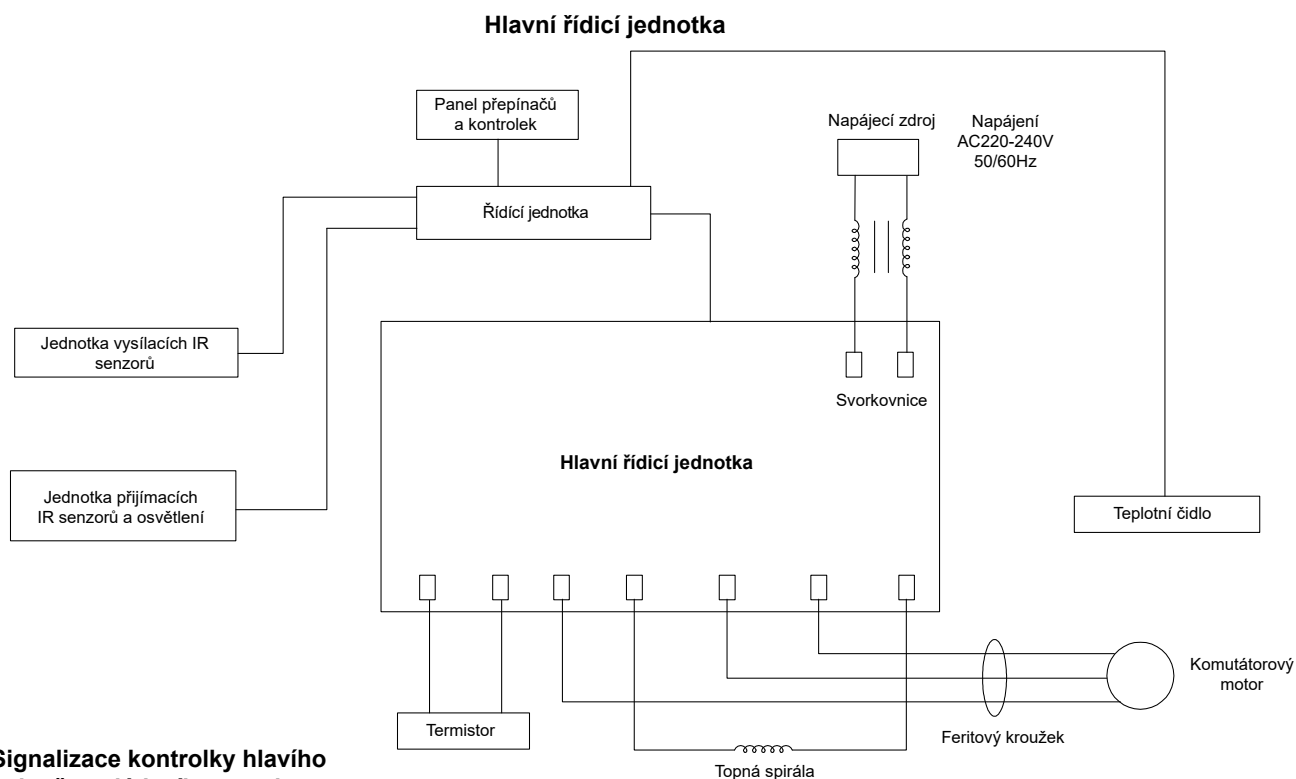 Hlavní řídicí jednotka
Panel přepínačů
a kontrolek
Napájecí zdroj
Napájení
AC220-240V
50/60Hz
Řídící jednotka
Jednotka vysílacích IR
senzorů
Svorkovnice
Hlavní řídicí jednotka
Jednotka přijímacích
IR senzorů a osvětlení
Teplotní čidlo
Komutátorový
motor
Termistor
Feritový kroužek
Topná spirála
Signalizace kontrolky hlavího